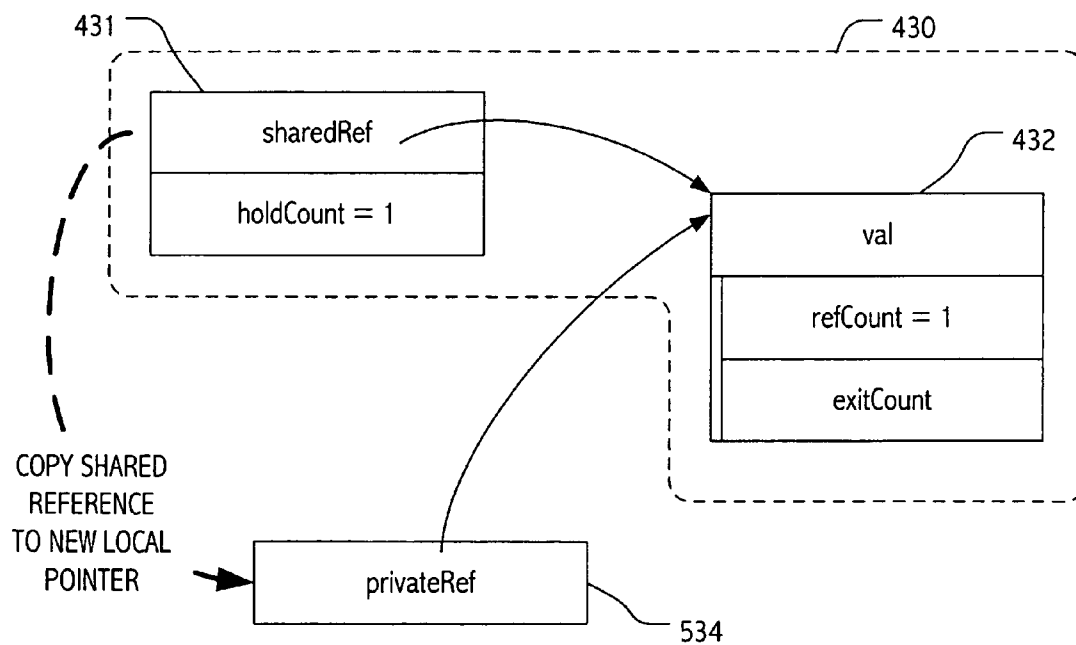 431
430
sharedRef
holdCount = 1
432
val
refCount = 1
exitCount
COPY SHARED
REFERENCE
TO NEW LOCAL
POINTER
privateRef
534